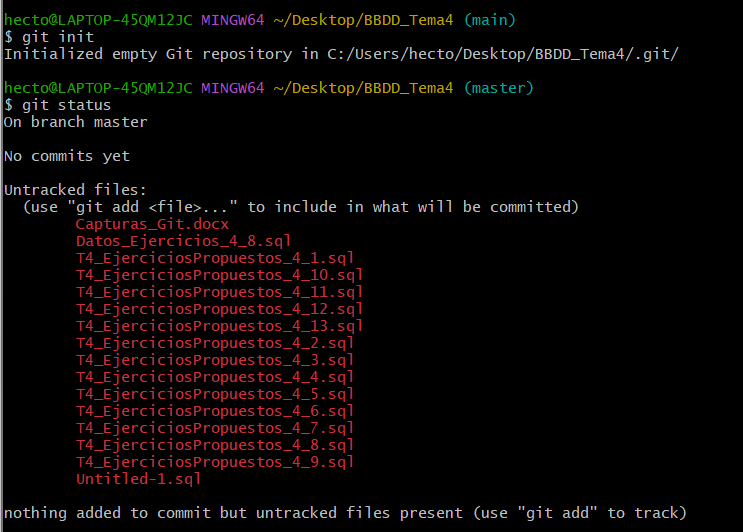 hecto@LAPTOP-45QM12JC MINGW64 ~/Desktop/BBDD_Tema4 (main)
$ git init
Initialized empty Git repository in C:/Users/hecto/Desktop/BBDD_Tema4/.git/
hecto@LAPTOP-45QM12JC MINGW64 ~/Desktop/BBDD_Tema4 (master)
$ git status
On branch master
No commits yet
Untracked files:
(use "git add <file>..." to include in what will be committed)
Capturas_Git.docx
Datos_Ejercicios_4_8.sql
T4_EjerciciosPropuestos_4_1.sql
T4_EjerciciosPropuestos_4_10.sql
T4_EjerciciosPropuestos_4_11.sql
T4_EjerciciosPropuestos_4_12.sql
T4_EjerciciosPropuestos_4_13.sql
T4_EjerciciosPropuestos_4_2.sql
T4_EjerciciosPropuestos_4_3.sql
T4_EjerciciosPropuestos_4_4.sql
T4_EjerciciosPropuestos_4_5.sql
T4_EjerciciosPropuestos_4_6.sql
T4_EjerciciosPropuestos_4_7.sql
T4_EjerciciosPropuestos_4_8.sql
T4_EjerciciosPropuestos_4_9.sql
Untitled-1.sql
nothing added to commit but untracked files present (use "git add" to track)